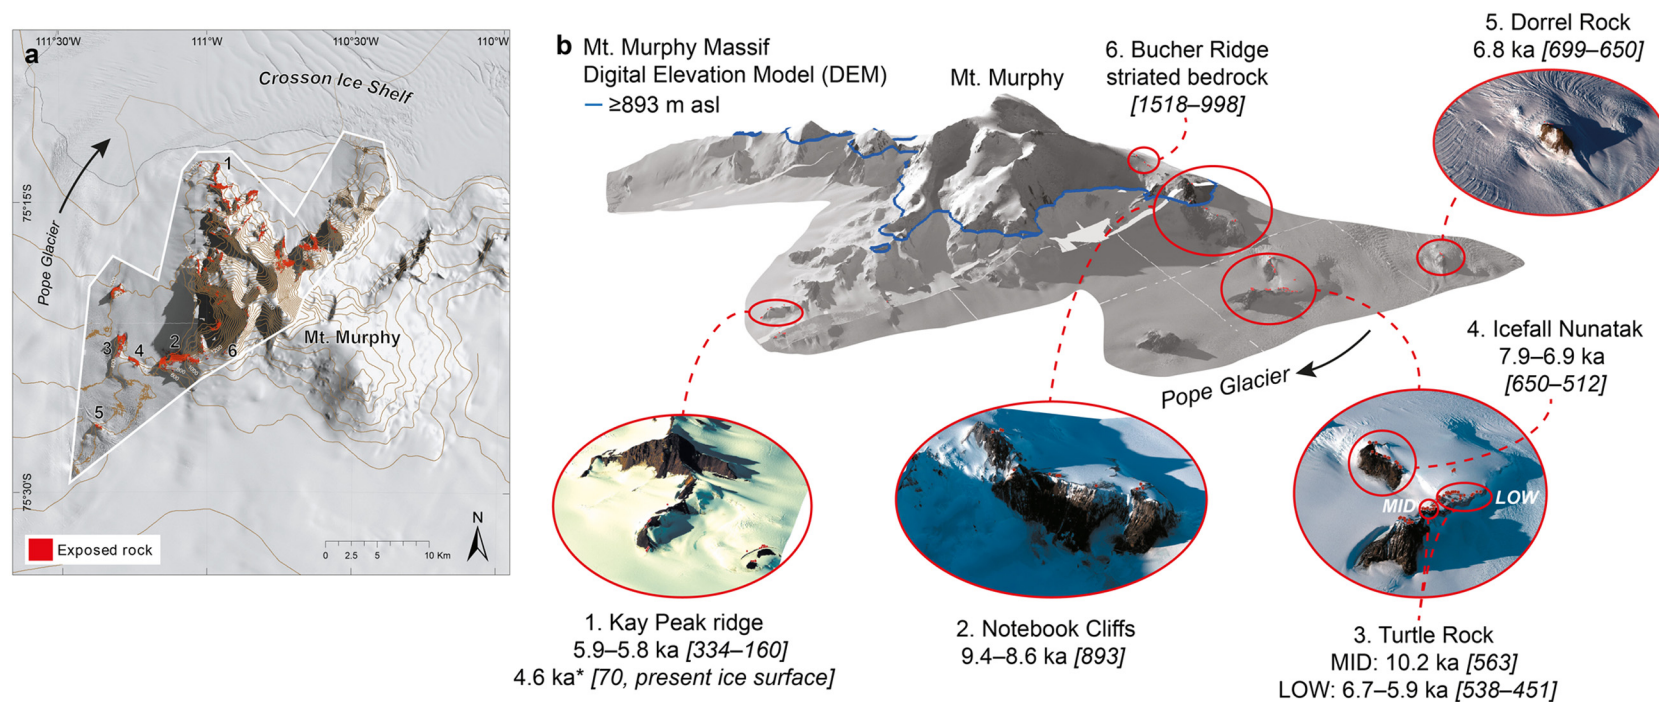 a
111°30'W
111°W
110°30'W
110°W
Crosson Ice Shelf
75°15'S
Pope Glacier
1
3
4
2
6
Mt. Murphy
5
75°30'S
N
Exposed rock
0 2.5 5 10 Km
b Mt. Murphy Massif
Digital Elevation Model (DEM)
≥893 m asl
Mt. Murphy
6. Bucher Ridge
striated bedrock
[1518–998]
5. Dorrel Rock
6.8 ka [699–650]
Pope Glacier
4. Icefall Nunatak
7.9–6.9 ka
[650–512]
MID
LOW
1. Kay Peak ridge
5.9–5.8 ka [334–160]
4.6 ka* [70, present ice surface]
2. Notebook Cliffs
9.4–8.6 ka [893]
3. Turtle Rock
MID: 10.2 ka [563]
LOW: 6.7–5.9 ka [538–451]